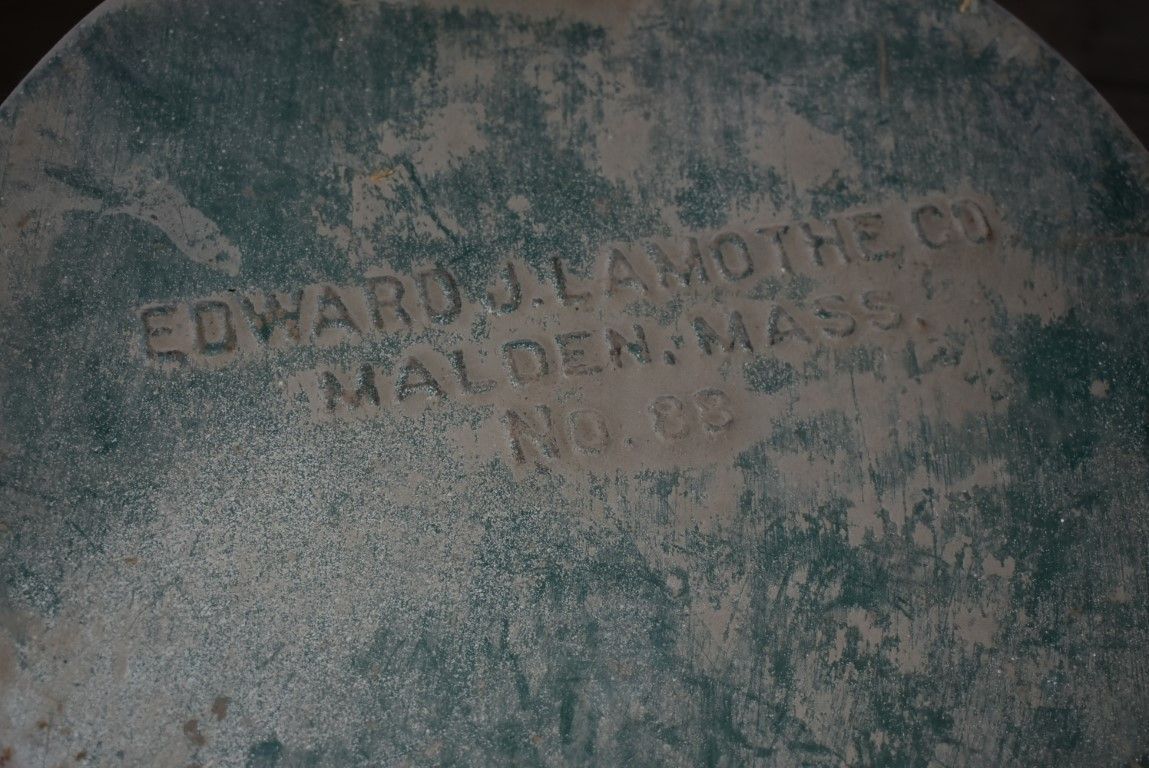 EDWARD J. LAMOTHE CO
MALDEN. MASS.
NO. 88